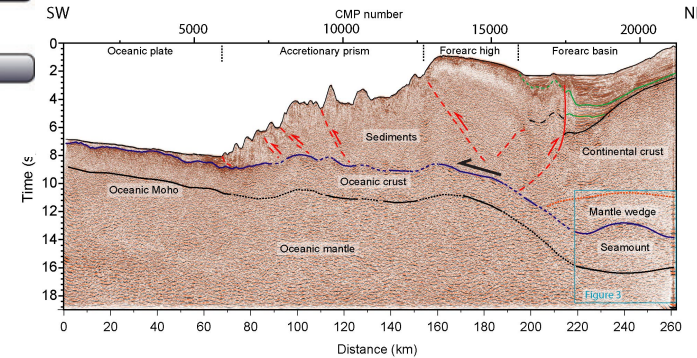 SW
CMP number
N
5000 10000 15000 20000
Oceanic plate Accretionary prism Forearc high Forearc basin
0
2
4
6
8
10
12
14
16
18
Time (s
Sediments
Continental crust
Oceanic crust
Oceanic Moho
Mantle wedge
Seamount
Oceanic mantle
Figure 3
0 20 40 60 80 100 120 140 160 180 200 220 240 260
Distance (km)